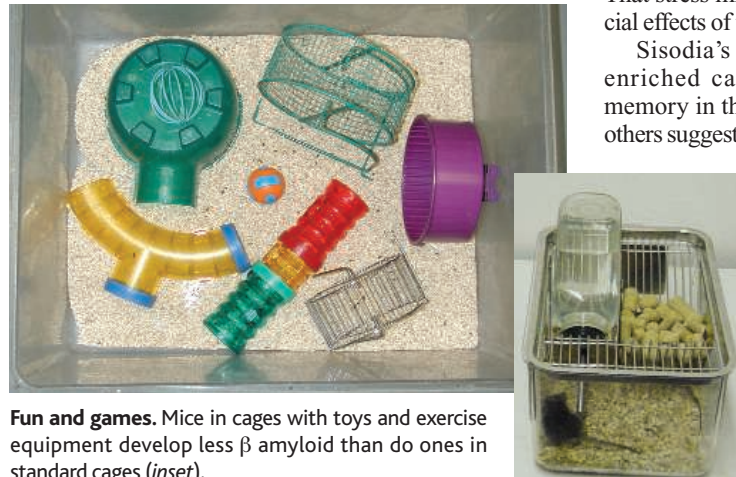 That stress
cial effects of
Sisodia's
enriched ca
memory in th
others suggest
Fun and games. Mice in cages with toys and exercise
equipment develop less β amyloid than do ones in
standard cages (inset).